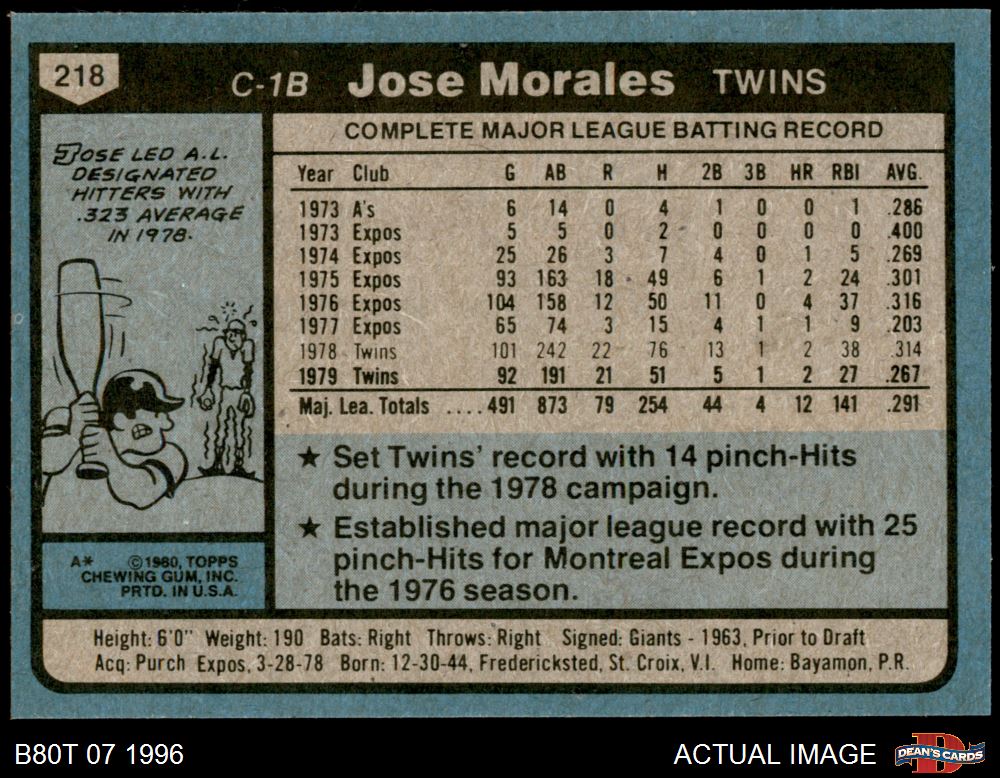 218
C-1B Jose Morales TWINS
JOSE LED A.L.
DESIGNATED
HITTERS WITH
.323 AVERAGE
IN 1978.
A* ©1980, TOPPS
CHEWING GUM, INC.
PRTD. IN U.S.A.
COMPLETE MAJOR LEAGUE BATTING RECORD
Year Club G AB R H 2B 3B HR RBI AVG.
1973 A's 6 14 0 4 1 0 0 1 .286
1973 Expos 5 5 0 2 0 0 0 0 .400
1974 Expos 25 26 3 7 4 0 1 5 .269
1975 Expos 93 163 18 49 6 1 2 24 .301
1976 Expos 104 158 12 50 11 0 4 37 .316
1977 Expos 65 74 3 15 4 1 1 9 .203
1978 Twins 101 242 22 76 13 1 2 38 .314
1979 Twins 92 191 21 51 5 1 2 27 .267
Maj. Lea. Totals ....491 873 79 254 44 4 12 141 .291
★ Set Twins' record with 14 pinch-Hits
during the 1978 campaign.
★ Established major league record with 25
pinch-Hits for Montreal Expos during
the 1976 season.
Height: 6'0" Weight: 190 Bats: Right Throws: Right Signed: Giants - 1963, Prior to Draft
Acq: Purch Expos, 3-28-78 Born: 12-30-44, Fredericksted, St. Croix, V.I. Home: Bayamon, P.R.
B80T 07 1996
ACTUAL IMAGE
DEAN'S CARDS